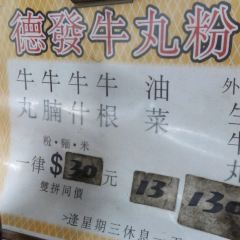 德發牛丸粉
牛丸
牛腩
牛什
牛根
油菜
粉·麵·米
一律$30元
雙拼同價
13
130
>逢星期三休息